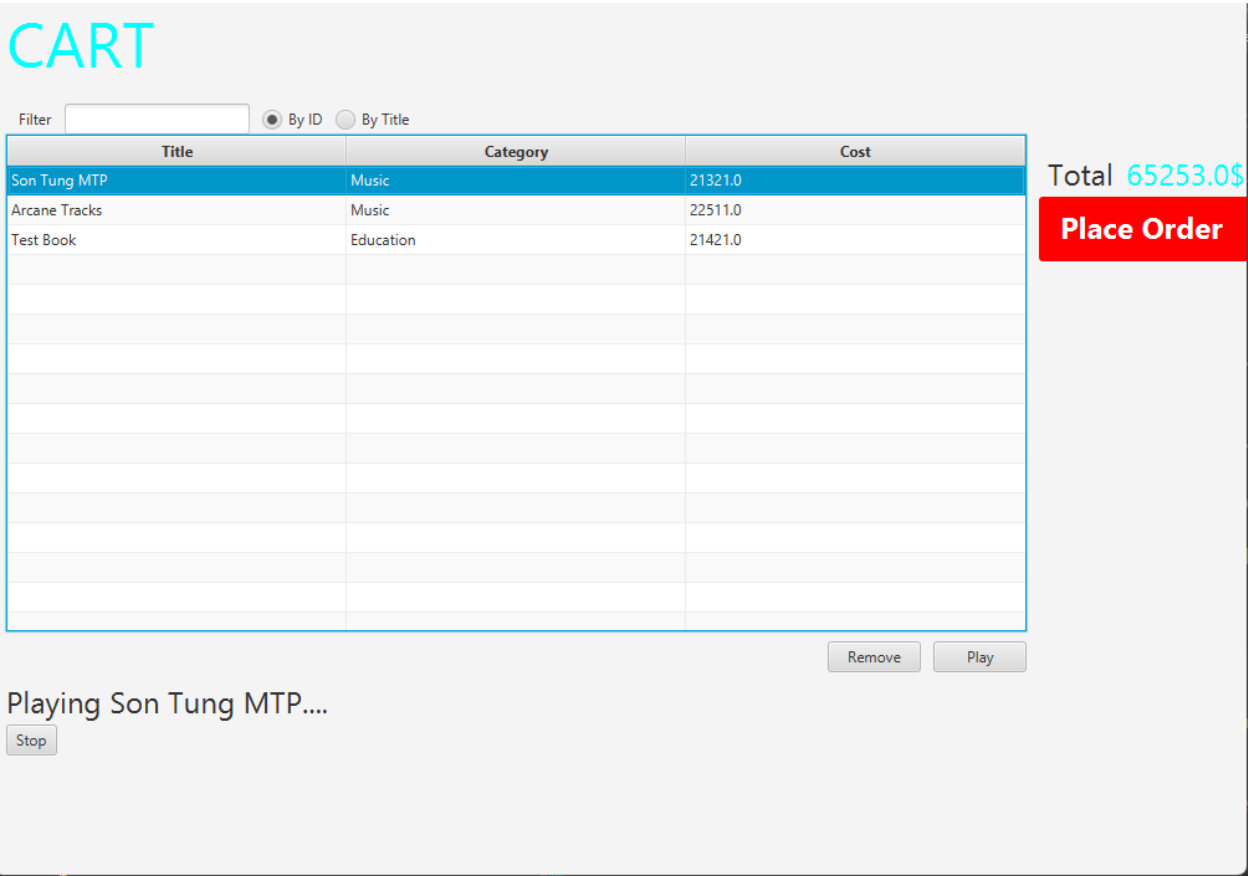 CART
Filter By ID By Title
Title Category Cost
Son Tung MTP Music 21321.0
Arcane Tracks Music 22511.0
Test Book Education 21421.0
Total 65253.0$
Place Order
Remove Play
Playing Son Tung MTP....
Stop